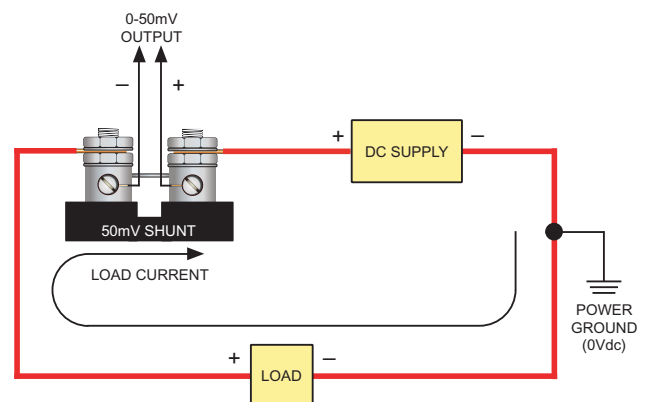 0-50mV
OUTPUT
– +
+ –
DC SUPPLY
50mV SHUNT
LOAD CURRENT
POWER
GROUND
(0Vdc)
+ –
LOAD